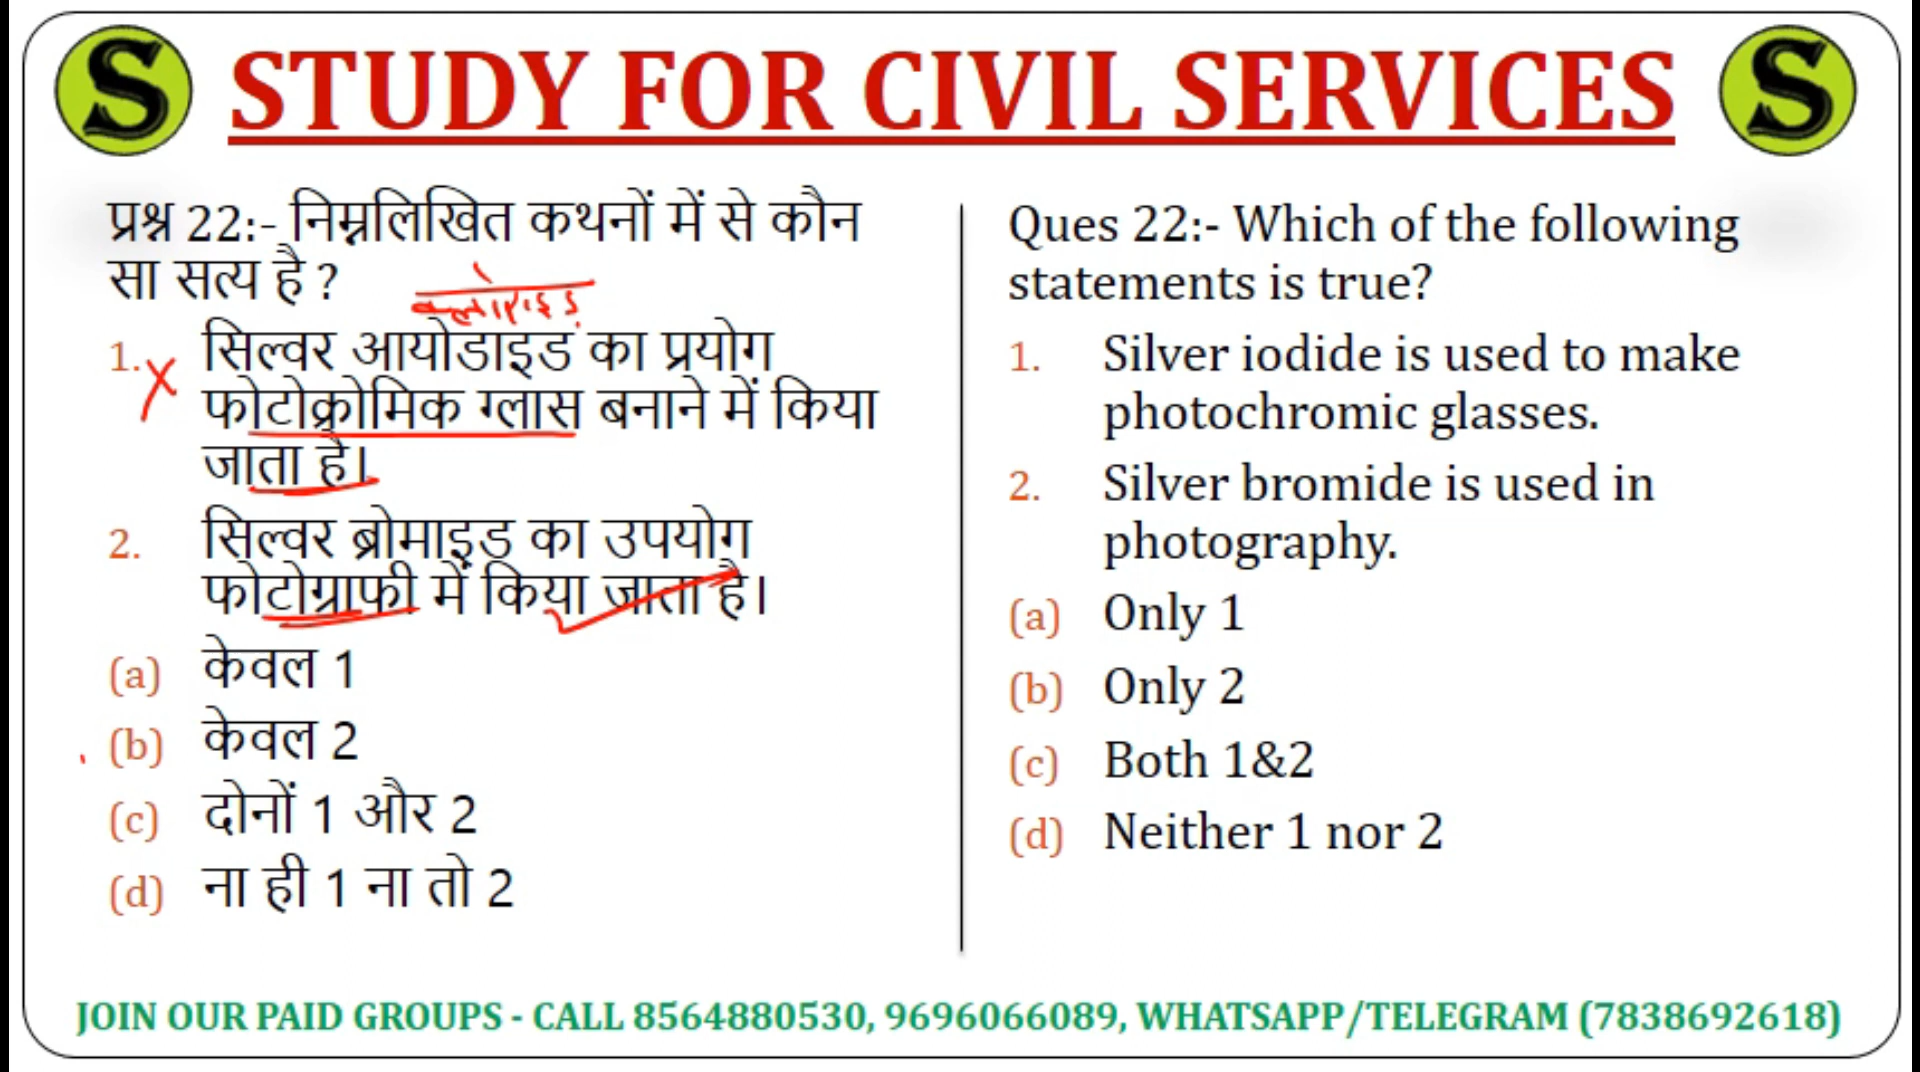 S STUDY FOR CIVIL SERVICES S
प्रश्न 22:- निम्नलिखित कथनों में से कौन
सा सत्य है ?
क्लोराइड
1. सिल्वर आयोडाइड का प्रयोग
फोटोक्रोमिक ग्लास बनाने में किया
जाता है।
2. सिल्वर ब्रोमाइड का उपयोग
फोटोग्राफी में किया जाता है।
(a) केवल 1
(b) केवल 2
(c) दोनों 1 और 2
(d) ना ही 1 ना तो 2
Ques 22:- Which of the following
statements is true?
1. Silver iodide is used to make
photochromic glasses.
2. Silver bromide is used in
photography.
(a) Only 1
(b) Only 2
(c) Both 1&2
(d) Neither 1 nor 2
JOIN OUR PAID GROUPS - CALL 8564880530, 9696066089, WHATSAPP/TELEGRAM (7838692618)